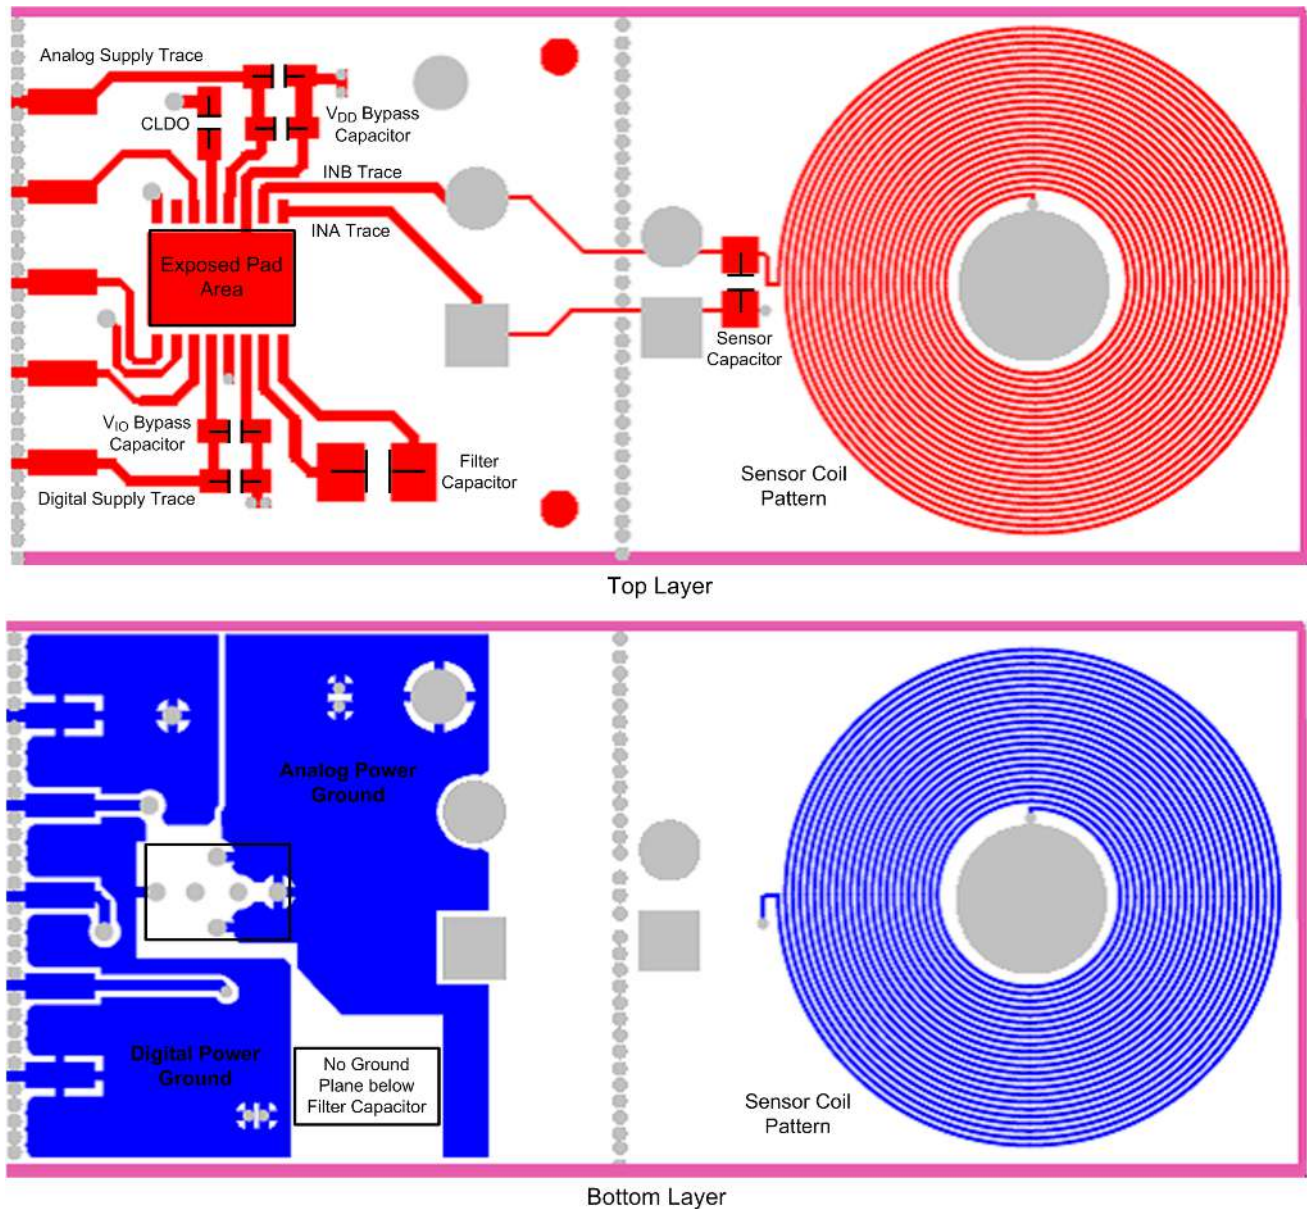 Analog Supply Trace
CLDO
VDD Bypass
Capacitor
INB Trace
INA Trace
Exposed Pad
Area
Sensor
Capacitor
VIO Bypass
Capacitor
Digital Supply Trace
Filter
Capacitor
Sensor Coil
Pattern
Top Layer
Analog Power
Ground
Digital Power
Ground
No Ground
Plane below
Filter Capacitor
Sensor Coil
Pattern
Bottom Layer